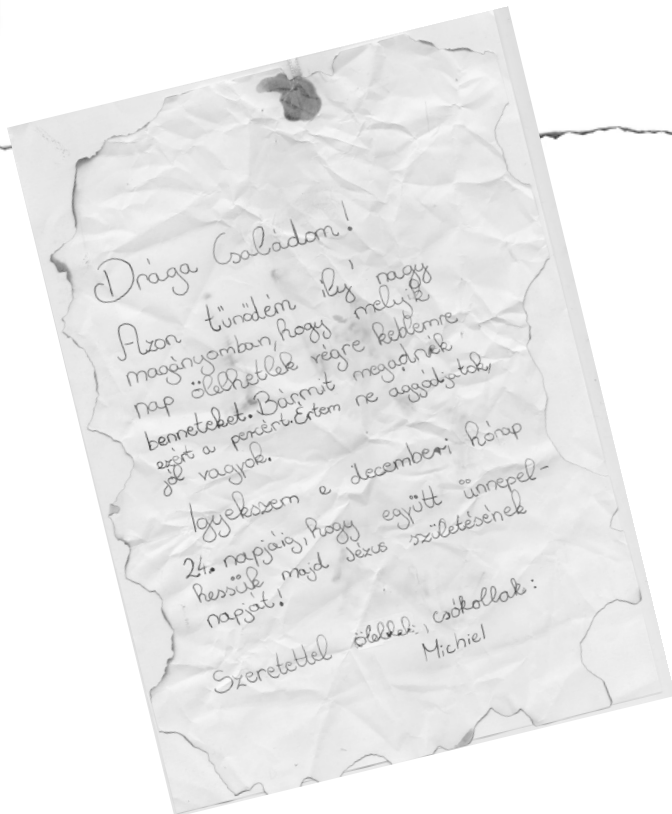 Drága Családom!
Azon tűnődém ily nagy
magányomban, hogy melyik
nap ölelhetlek végre keblemre
benneteket. Bármit megadnék
ezért a percért. Értem ne aggódjatok,
jól vagyok.
Igyekszem e decemberi hónap
24. napjáig, hogy együtt ünnepel-
hessük majd Jézus születésének
napját!
Szeretettel ölellek, csókollak:
Michiel